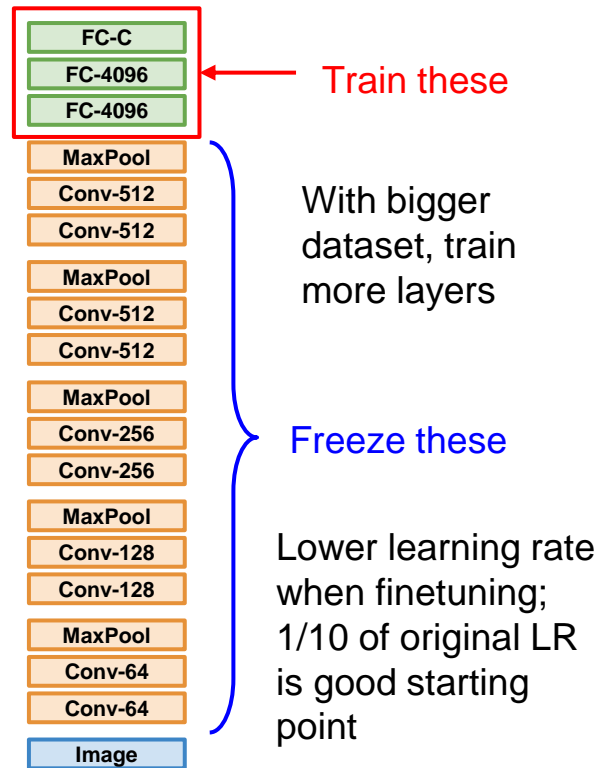 FC-C
FC-4096
FC-4096
Train these
MaxPool
Conv-512
Conv-512
With bigger
dataset, train
more layers
MaxPool
Conv-512
Conv-512
MaxPool
Conv-256
Conv-256
Freeze these
MaxPool
Conv-128
Conv-128
Lower learning rate
when finetuning;
1/10 of original LR
is good starting
point
MaxPool
Conv-64
Conv-64
Image